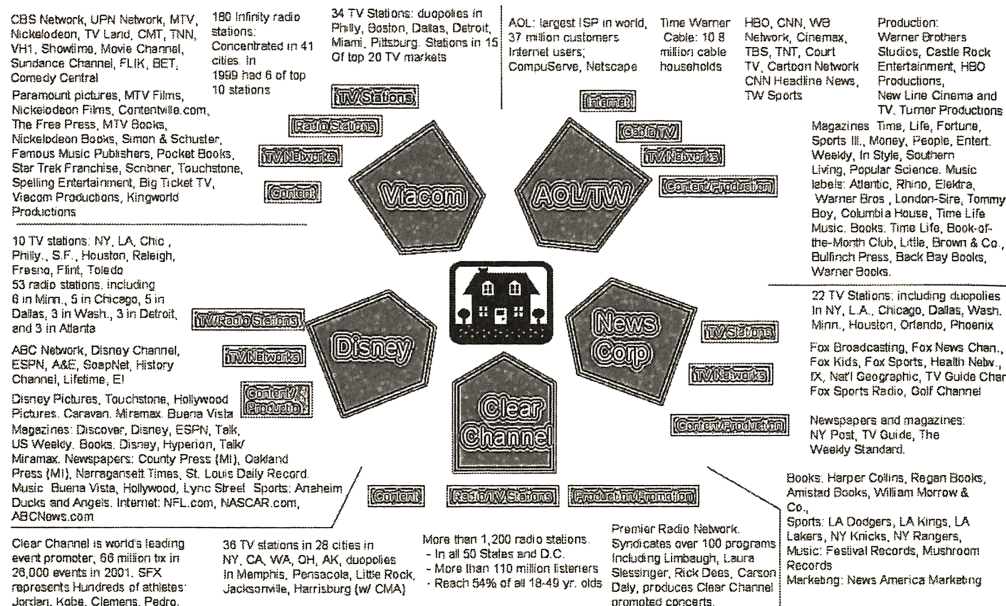 CBS Network, UPN Network, MTV,
Nickelodeon, TV Land, CMT, TNN,
VH1, Showtime, Movie Channel,
Sundance Channel, FLIK, BET,
Comedy Central
Paramount pictures, MTV Films,
Nickelodeon Films, Contentville.com,
The Free Press, MTV Books,
Nickelodeon Books, Simon & Schuster,
Famous Music Publishers, Pocket Books,
Star Trek Franchise, Scribner, Touchstone,
Spelling Entertainment, Big Ticket TV,
Viacom Productions, Kingworld
Productions
180 Infinity radio
stations:
Concentrated in 41
cities. In
1999 had 6 of top
10 stations
34 TV Stations: duopolies in
Philly, Boston, Dallas, Detroit,
Miami, Pittsburg. Stations in 15
Of top 20 TV markets
TV Stations
Radio Stations
TV Networks
Content
Viacom
AOL: largest ISP in world,
37 million customers
Internet users;
CompuServe, Netscape
Time Warner
Cable: 10.8
million cable
households
HBO, CNN, WB
Network, Cinemax,
TBS, TNT, Court
TV, Cartoon Network
CNN Headline News,
TW Sports
Production:
Warner Brothers
Studios, Castle Rock
Entertainment, HBO
Productions,
New Line Cinema and
TV. Turner Productions
Magazines Time, Life, Fortune,
Sports Ill., Money, People, Entert.
Weekly, In Style, Southern
Living, Popular Science. Music
labels: Atlantic, Rhino, Elektra,
Warner Bros , London-Sire, Tommy
Boy, Columbia House, Time Life
Music. Books. Time Life, Book-of-
the-Month Club, Little, Brown & Co.,
Bulfinch Press, Back Bay Books,
Warner Books.
Internet
Cable TV
TV Networks
Content/Production
AOL/TW
10 TV stations: NY, LA, Chic ,
Philly., S.F., Houston, Raleigh,
Fresno, Flint, Toledo
53 radio stations, including
6 in Minn., 5 in Chicago, 5 in
Dallas, 3 in Wash., 3 in Detroit,
and 3 in Atlanta
ABC Network, Disney Channel,
ESPN, A&E, SoapNet, History
Channel, Lifetime, E!
Disney Pictures, Touchstone, Hollywood
Pictures. Caravan. Miramax. Buena Vista
Magazines: Discover, Disney, ESPN, Talk,
US Weekly. Books. Disney, Hyperion, Talk/
Miramax. Newspapers: County Press (MI), Oakland
Press (MI), Narragansett Times, St. Louis Daily Record.
Music Buena Vista, Hollywood, Lyric Street Sports: Anaheim
Ducks and Angels. Internet: NFL.com, NASCAR.com,
ABCNews.com
TV/Radio Stations
TV Networks
Content/
Production
Disney
News
Corp
TV Stations
TV Networks
Content/Production
22 TV Stations: including duopolies
In NY, L.A., Chicago, Dallas, Wash.
Minn., Houston, Orlando, Phoenix
Fox Broadcasting, Fox News Chan.,
Fox Kids, Fox Sports, Health Netw.,
fX, Nat'l Geographic, TV Guide Chan
Fox Sports Radio, Golf Channel
Newspapers and magazines:
NY Post, TV Guide, The
Weekly Standard.
Books: Harper Collins, Regan Books,
Amistad Books, William Morrow &
Co.,
Sports: LA Dodgers, LA Kings, LA
Lakers, NY Knicks, NY Rangers,
Music: Festival Records, Mushroom
Records
Marketing: News America Marketing
Clear
Channel
Content
Radio/TV Stations
Production/Promotion
Clear Channel is world's leading
event promoter, 66 million tix in
26,000 events in 2001. SFX
represents Hundreds of athletes:
Jordan, Kobe, Clemens, Pedro.
36 TV stations in 28 cities in
NY, CA, WA, OH, AK, duopolies
In Memphis, Pensacola, Little Rock,
Jacksonville, Harrisburg (w/ CMA)
More than 1,200 radio stations.
- In all 50 States and D.C.
- More than 110 million listeners
- Reach 54% of all 18-49 yr. olds
Premier Radio Network.
Syndicates over 100 programs
Including Limbaugh, Laura
Slessinger, Rick Dees, Carson
Daly, produces Clear Channel
promoted concerts.